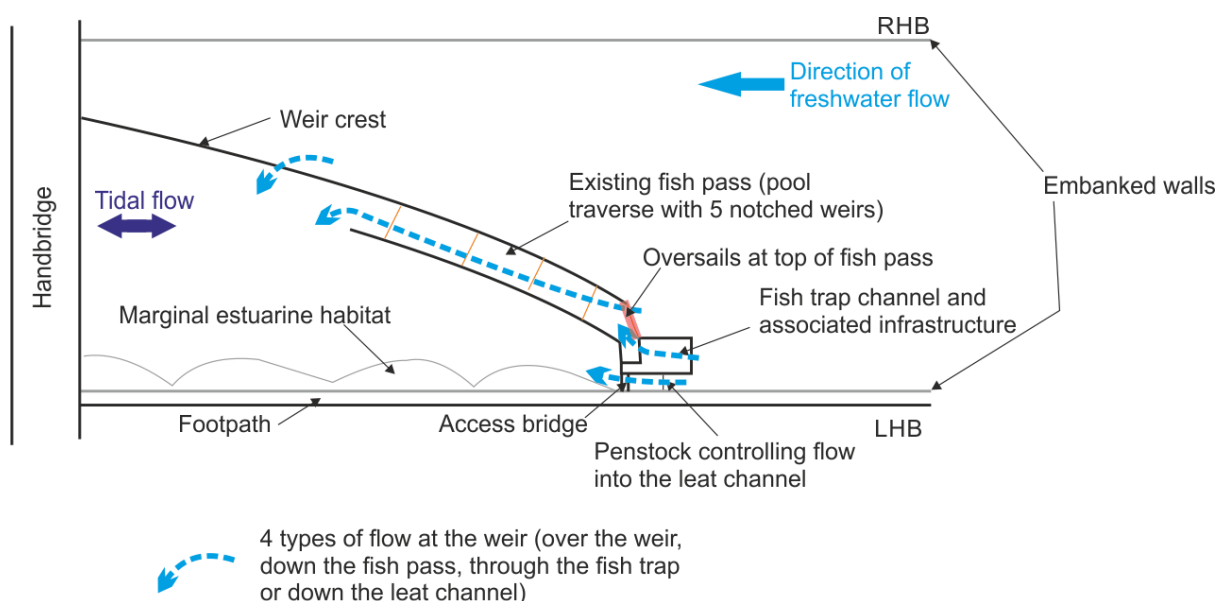 RHB
Direction of
freshwater flow
Weir crest
Existing fish pass (pool
traverse with 5 notched weirs)
Embanked walls
Tidal flow
Handbridge
Oversails at top of fish pass
Fish trap channel and
associated infrastructure
Marginal estuarine habitat
Footpath
Access bridge
LHB
Penstock controlling flow
into the leat channel
4 types of flow at the weir (over the weir,
down the fish pass, through the fish trap
or down the leat channel)